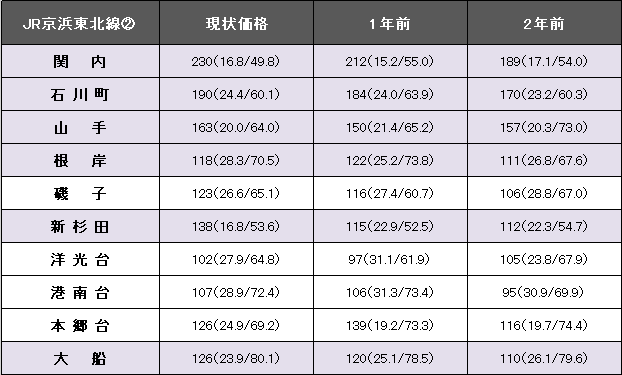 JR京浜東北線② 現状価格 1年前 2年前
関内 230(16.8/49.8) 212(15.2/55.0) 189(17.1/54.0)
石川町 190(24.4/60.1) 184(24.0/63.9) 170(23.2/60.3)
山手 163(20.0/64.0) 150(21.4/65.2) 157(20.3/73.0)
根岸 118(28.3/70.5) 122(25.2/73.8) 111(26.8/67.6)
磯子 123(26.6/65.1) 116(27.4/60.7) 106(28.8/67.0)
新杉田 138(16.8/53.6) 115(22.9/52.5) 112(22.3/54.7)
洋光台 102(27.9/64.8) 97(31.1/61.9) 105(23.8/67.9)
港南台 107(28.9/72.4) 106(31.3/73.4) 95(30.9/69.9)
本郷台 126(24.9/69.2) 139(19.2/73.3) 116(19.7/74.4)
大船 126(23.9/80.1) 120(25.1/78.5) 110(26.1/79.6)